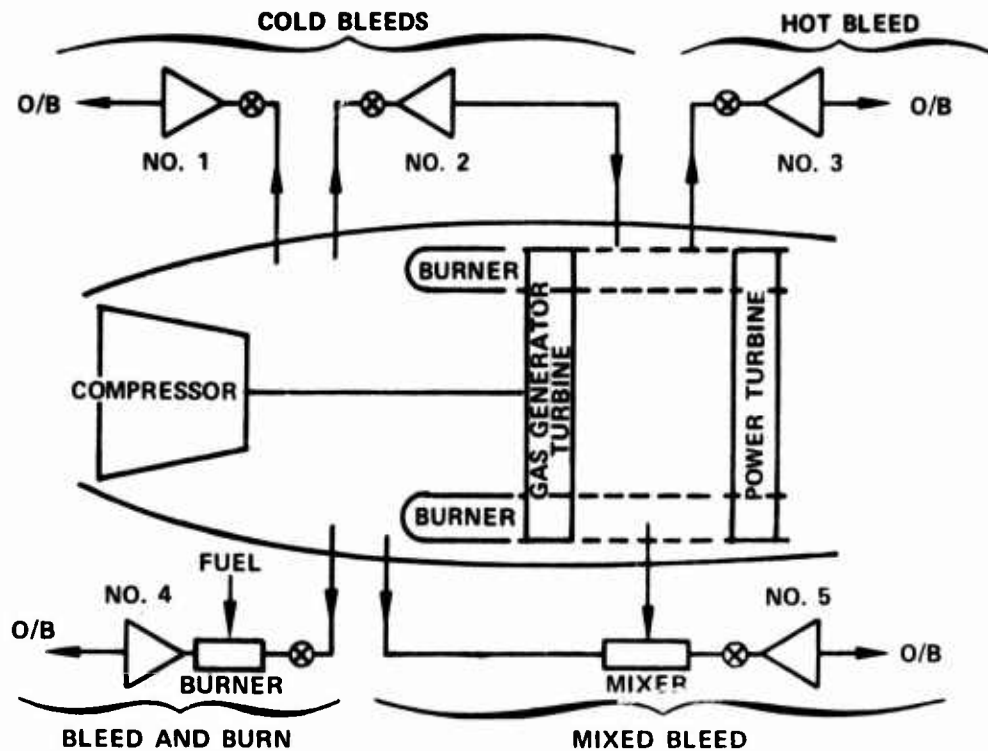 COLD BLEEDS
HOT BLEED
O/B
NO. 1
NO. 2
NO. 3
O/B
BURNER
COMPRESSOR
GAS GENERATOR
TURBINE
POWER TURBINE
BURNER
FUEL
NO. 4
NO. 5
O/B
BURNER
MIXER
O/B
BLEED AND BURN
MIXED BLEED